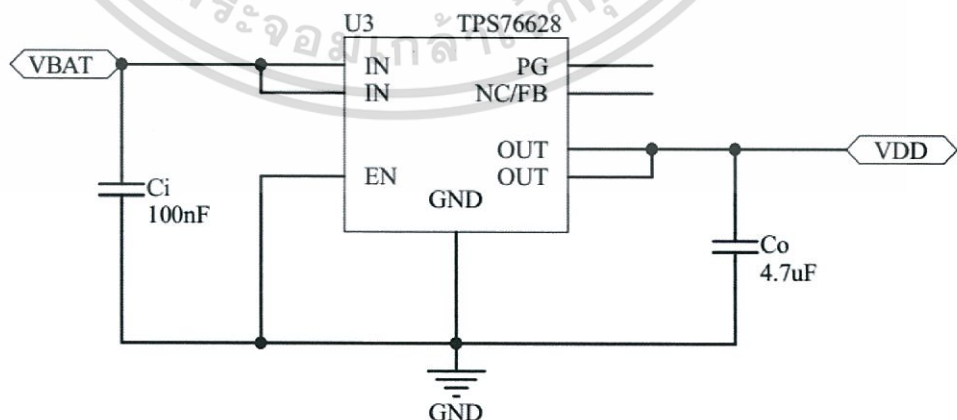 U3 TPS76628
VBAT
IN
IN
EN
PG
NC/FB
OUT
OUT
GND
VDD
Ci
100nF
Co
4.7uF
GND